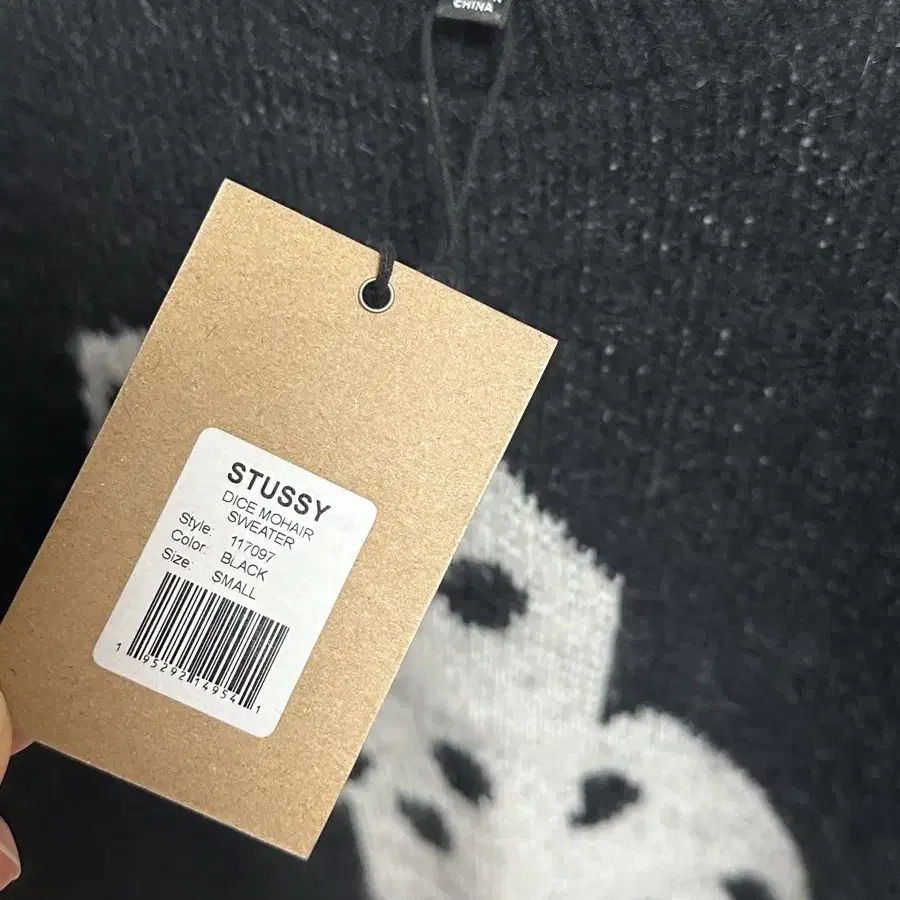 CHINA
STUSSY
DICE MOHAIR
SWEATER
Style: 117097
Color: BLACK
Size: SMALL
1 95292 14954 1